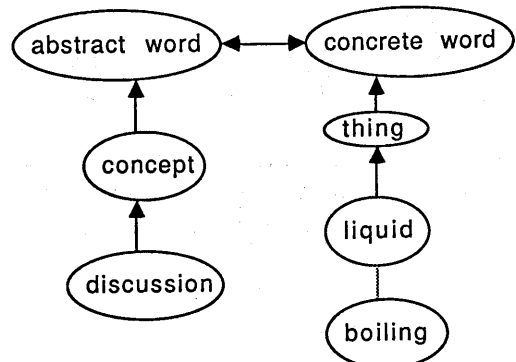 abstract word
concrete word
thing
concept
liquid
discussion
boiling